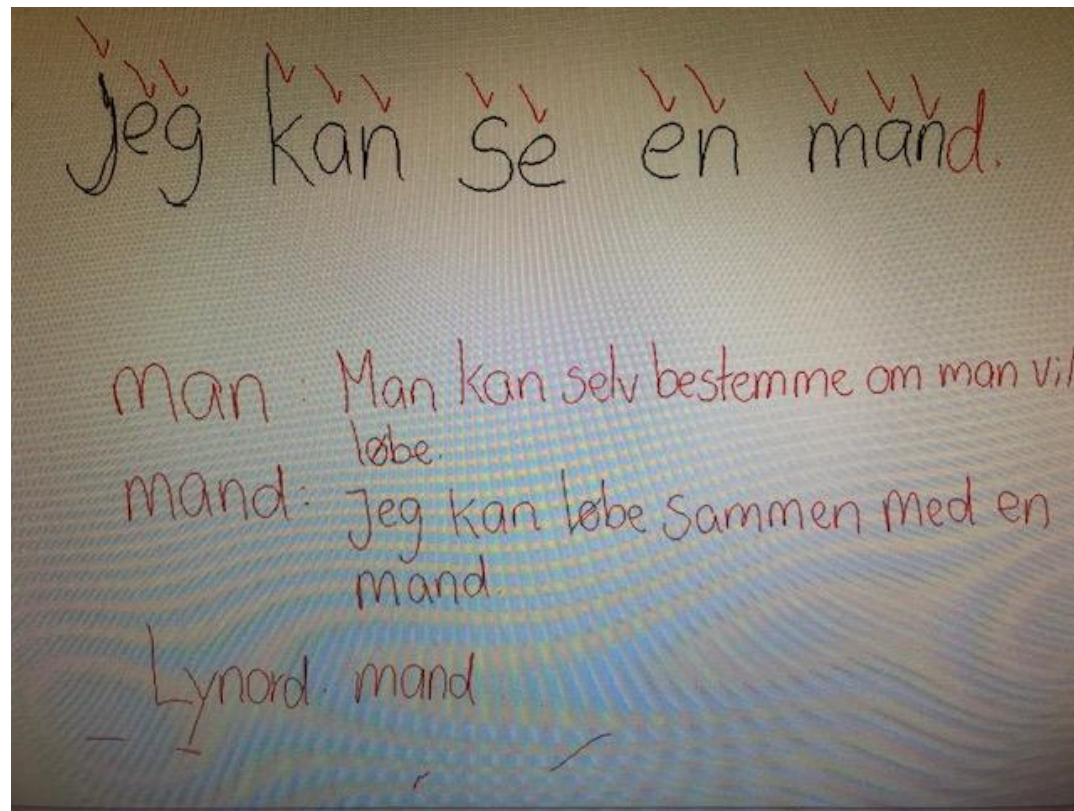 jeg kan se en mand.
man: Man kan selv bestemme om man vil
løbe.
mand: Jeg kan løbe sammen med en
mand.
Lynord. mand